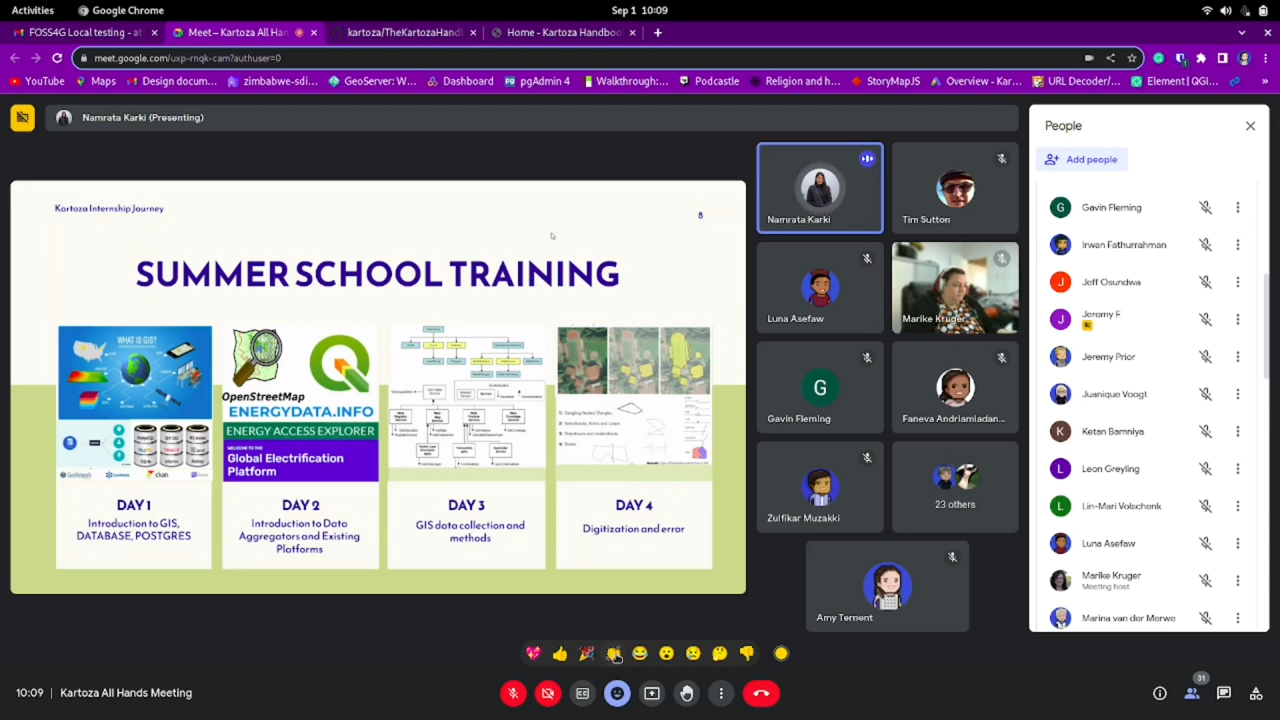 Activities
Google Chrome
Sep 1 10:09
FOSS4G Local testing - at
Meet – Kartoza All Han
kartoza/TheKartozaHandb
Home - Kartoza Handboo
meet.google.com/uxp-rnqk-cam?authuser=0
YouTube
Maps
Design docum...
zimbabwe-sdi...
GeoServer: W...
Dashboard
pgAdmin 4
Walkthrough:...
Podcastle
Religion and h...
StoryMapJS
Overview - Kar...
URL Decoder/...
Element | QGI...
Namrata Karki (Presenting)
Kartoza Internship Journey
8
SUMMER SCHOOL TRAINING
WHAT IS GIS?
OpenStreetMap
ENERGYDATA.INFO
ENERGY ACCESS EXPLORER
WELCOME TO THE
Global Electrification
Platform
DAY 1
Introduction to GIS,
DATABASE, POSTGRES
DAY 2
Introduction to Data
Aggregators and Existing
Platforms
DAY 3
GIS data collection and
methods
DAY 4
Digitization and error
Namrata Karki
Tim Sutton
Luna Asefaw
Marike Kruger
G
Gavin Fleming
Faneva Andriamiadan...
Zulfikar Muzakki
23 others
Amy Terment
People
Add people
G
Gavin Fleming
Irwan Fathurrahman
J
Jeff Osundwa
J
Jeremy F
Jeremy Prior
Juanique Voogt
K
Ketan Bamniya
L
Leon Greyling
L
Lin-Mari Volschenk
Luna Asefaw
Marike Kruger
Meeting host
Marina van der Merwe
10:09
Kartoza All Hands Meeting
31